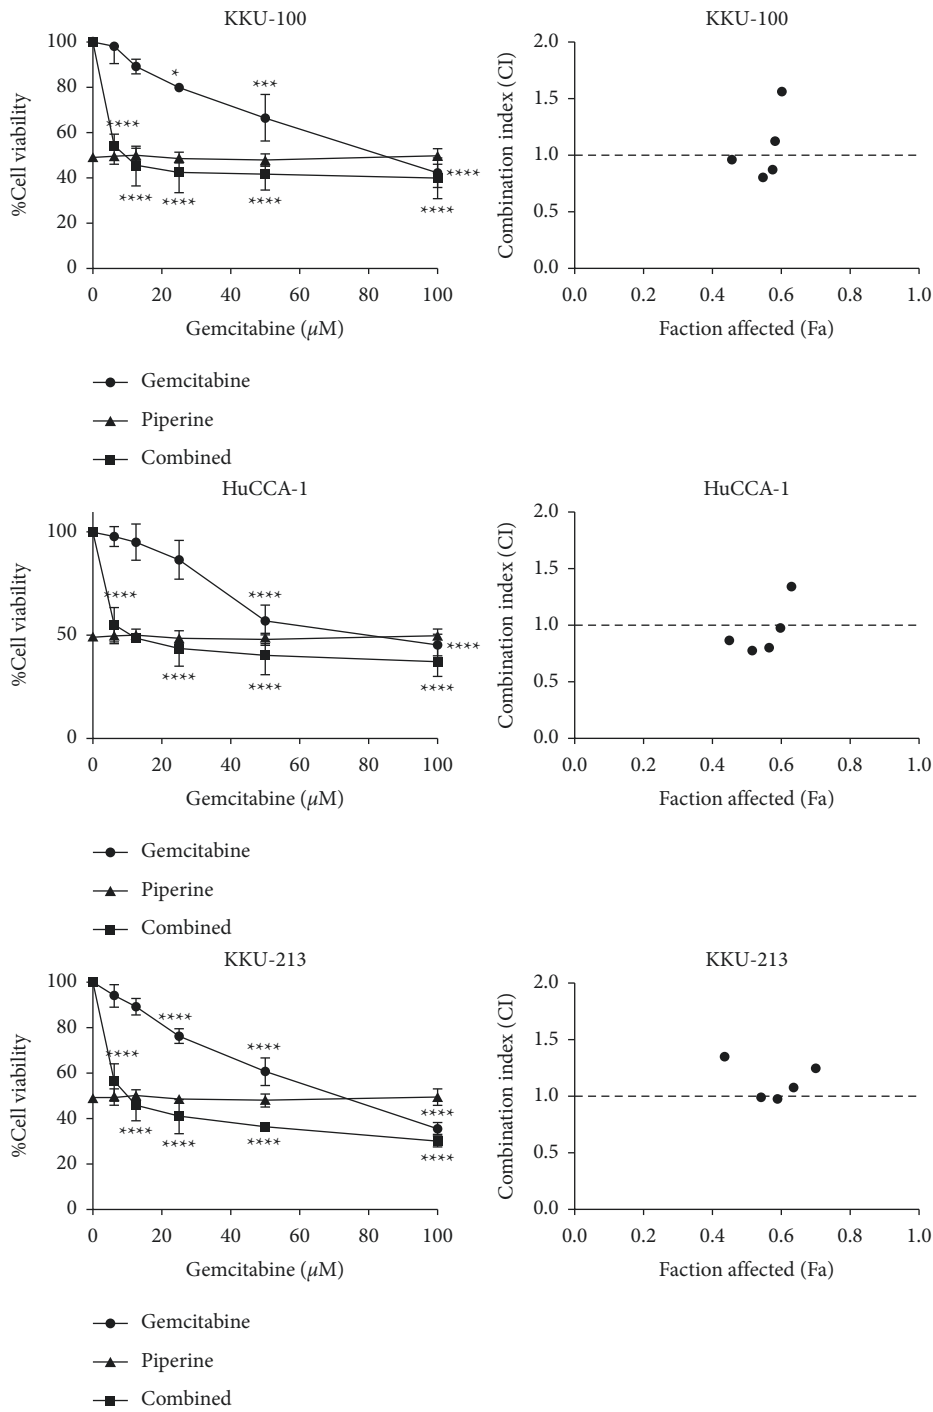 KKU-100
100
80
60
40
20
0
%Cell viability
****
*
***
****
****
****
****
****
0 20 40 60 80 100
Gemcitabine (µM)
Gemcitabine
Piperine
Combined
KKU-100
2.0
1.5
1.0
0.5
0.0
Combination index (CI)
0.0 0.2 0.4 0.6 0.8 1.0
Faction affected (Fa)
HuCCA-1
100
50
0
%Cell viability
****
****
****
****
****
****
0 20 40 60 80 100
Gemcitabine (µM)
Gemcitabine
Piperine
Combined
HuCCA-1
2.0
1.5
1.0
0.5
0.0
Combination index (CI)
0.0 0.2 0.4 0.6 0.8 1.0
Faction affected (Fa)
KKU-213
100
80
60
40
20
0
%Cell viability
****
****
****
****
****
****
****
****
0 20 40 60 80 100
Gemcitabine (µM)
Gemcitabine
Piperine
Combined
KKU-213
2.0
1.5
1.0
0.5
0.0
Combination index (CI)
0.0 0.2 0.4 0.6 0.8 1.0
Faction affected (Fa)